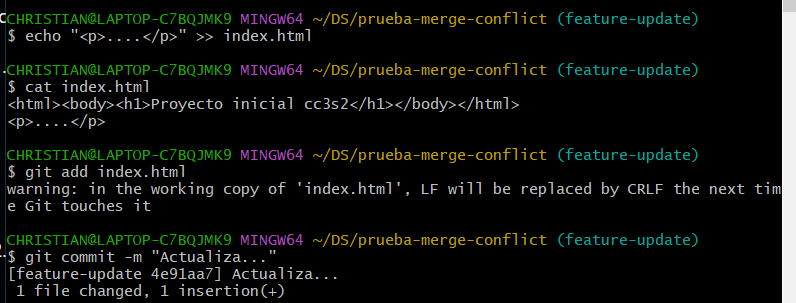 CHRISTIAN@LAPTOP-C7BQJMK9 MINGW64 ~/DS/prueba-merge-conflict (feature-update)
$ echo "<p>....</p>" >> index.html
CHRISTIAN@LAPTOP-C7BQJMK9 MINGW64 ~/DS/prueba-merge-conflict (feature-update)
$ cat index.html
<html><body><h1>Proyecto inicial cc3s2</h1></body></html>
<p>....</p>
CHRISTIAN@LAPTOP-C7BQJMK9 MINGW64 ~/DS/prueba-merge-conflict (feature-update)
$ git add index.html
warning: in the working copy of 'index.html', LF will be replaced by CRLF the next tim
e Git touches it
CHRISTIAN@LAPTOP-C7BQJMK9 MINGW64 ~/DS/prueba-merge-conflict (feature-update)
$ git commit -m "Actualiza..."
[feature-update 4e91aa7] Actualiza...
 1 file changed, 1 insertion(+)